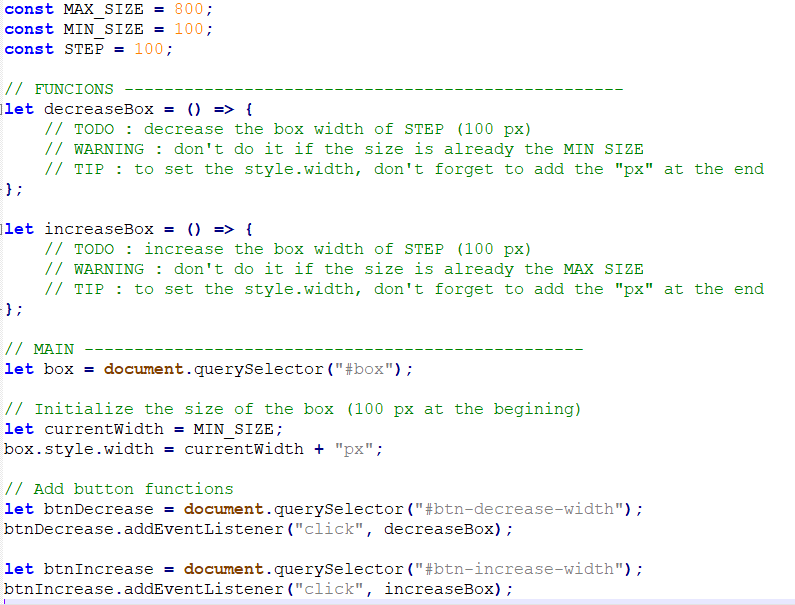 const MAX_SIZE = 800;
const MIN_SIZE = 100;
const STEP = 100;
// FUNCIONS --------------------------------------------------
let decreaseBox = () => {
// TODO : decrease the box width of STEP (100 px)
// WARNING : don't do it if the size is already the MIN SIZE
// TIP : to set the style.width, don't forget to add the "px" at the end
};
let increaseBox = () => {
// TODO : increase the box width of STEP (100 px)
// WARNING : don't do it if the size is already the MAX SIZE
// TIP : to set the style.width, don't forget to add the "px" at the end
};
// MAIN --------------------------------------------------
let box = document.querySelector("#box");
// Initialize the size of the box (100 px at the begining)
let currentWidth = MIN_SIZE;
box.style.width = currentWidth + "px";
// Add button functions
let btnDecrease = document.querySelector("#btn-decrease-width");
btnDecrease.addEventListener("click", decreaseBox);
let btnIncrease = document.querySelector("#btn-increase-width");
btnIncrease.addEventListener("click", increaseBox);